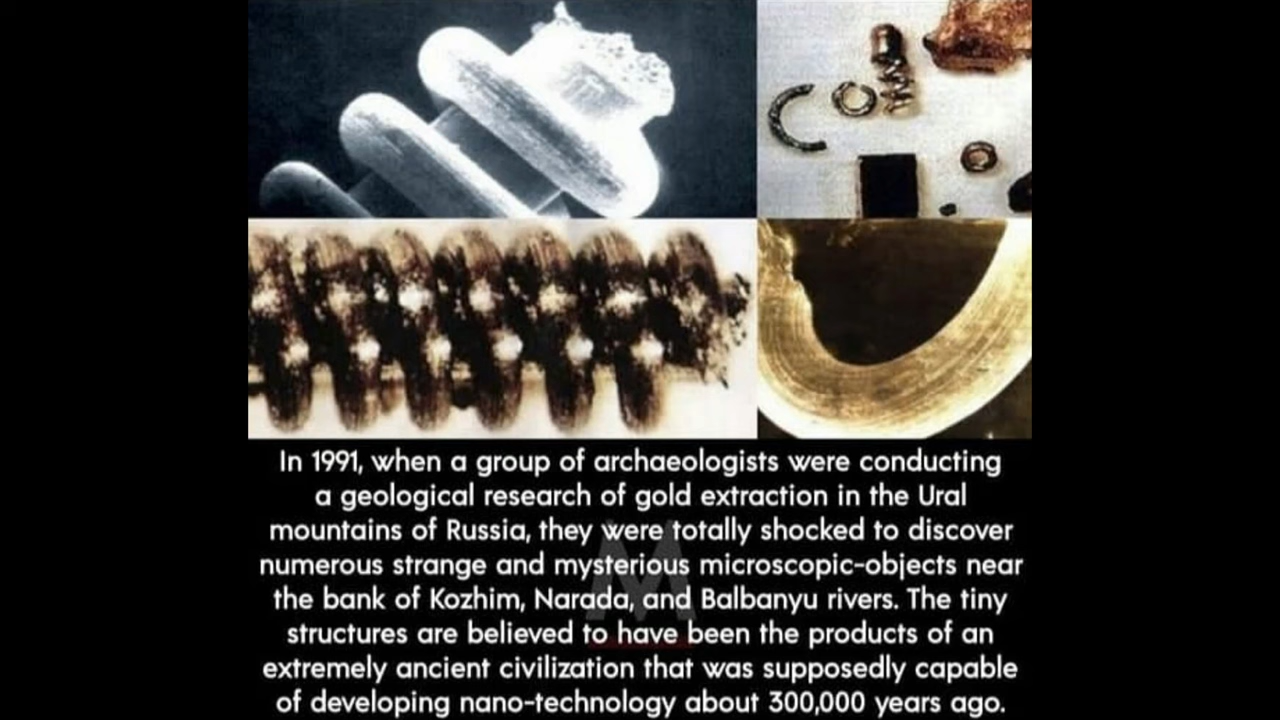 In 1991, when a group of archaeologists were conducting
a geological research of gold extraction in the Ural
mountains of Russia, they were totally shocked to discover
numerous strange and mysterious microscopic-objects near
the bank of Kozhim, Narada, and Balbanyu rivers. The tiny
structures are believed to have been the products of an
extremely ancient civilization that was supposedly capable
of developing nano-technology about 300,000 years ago.